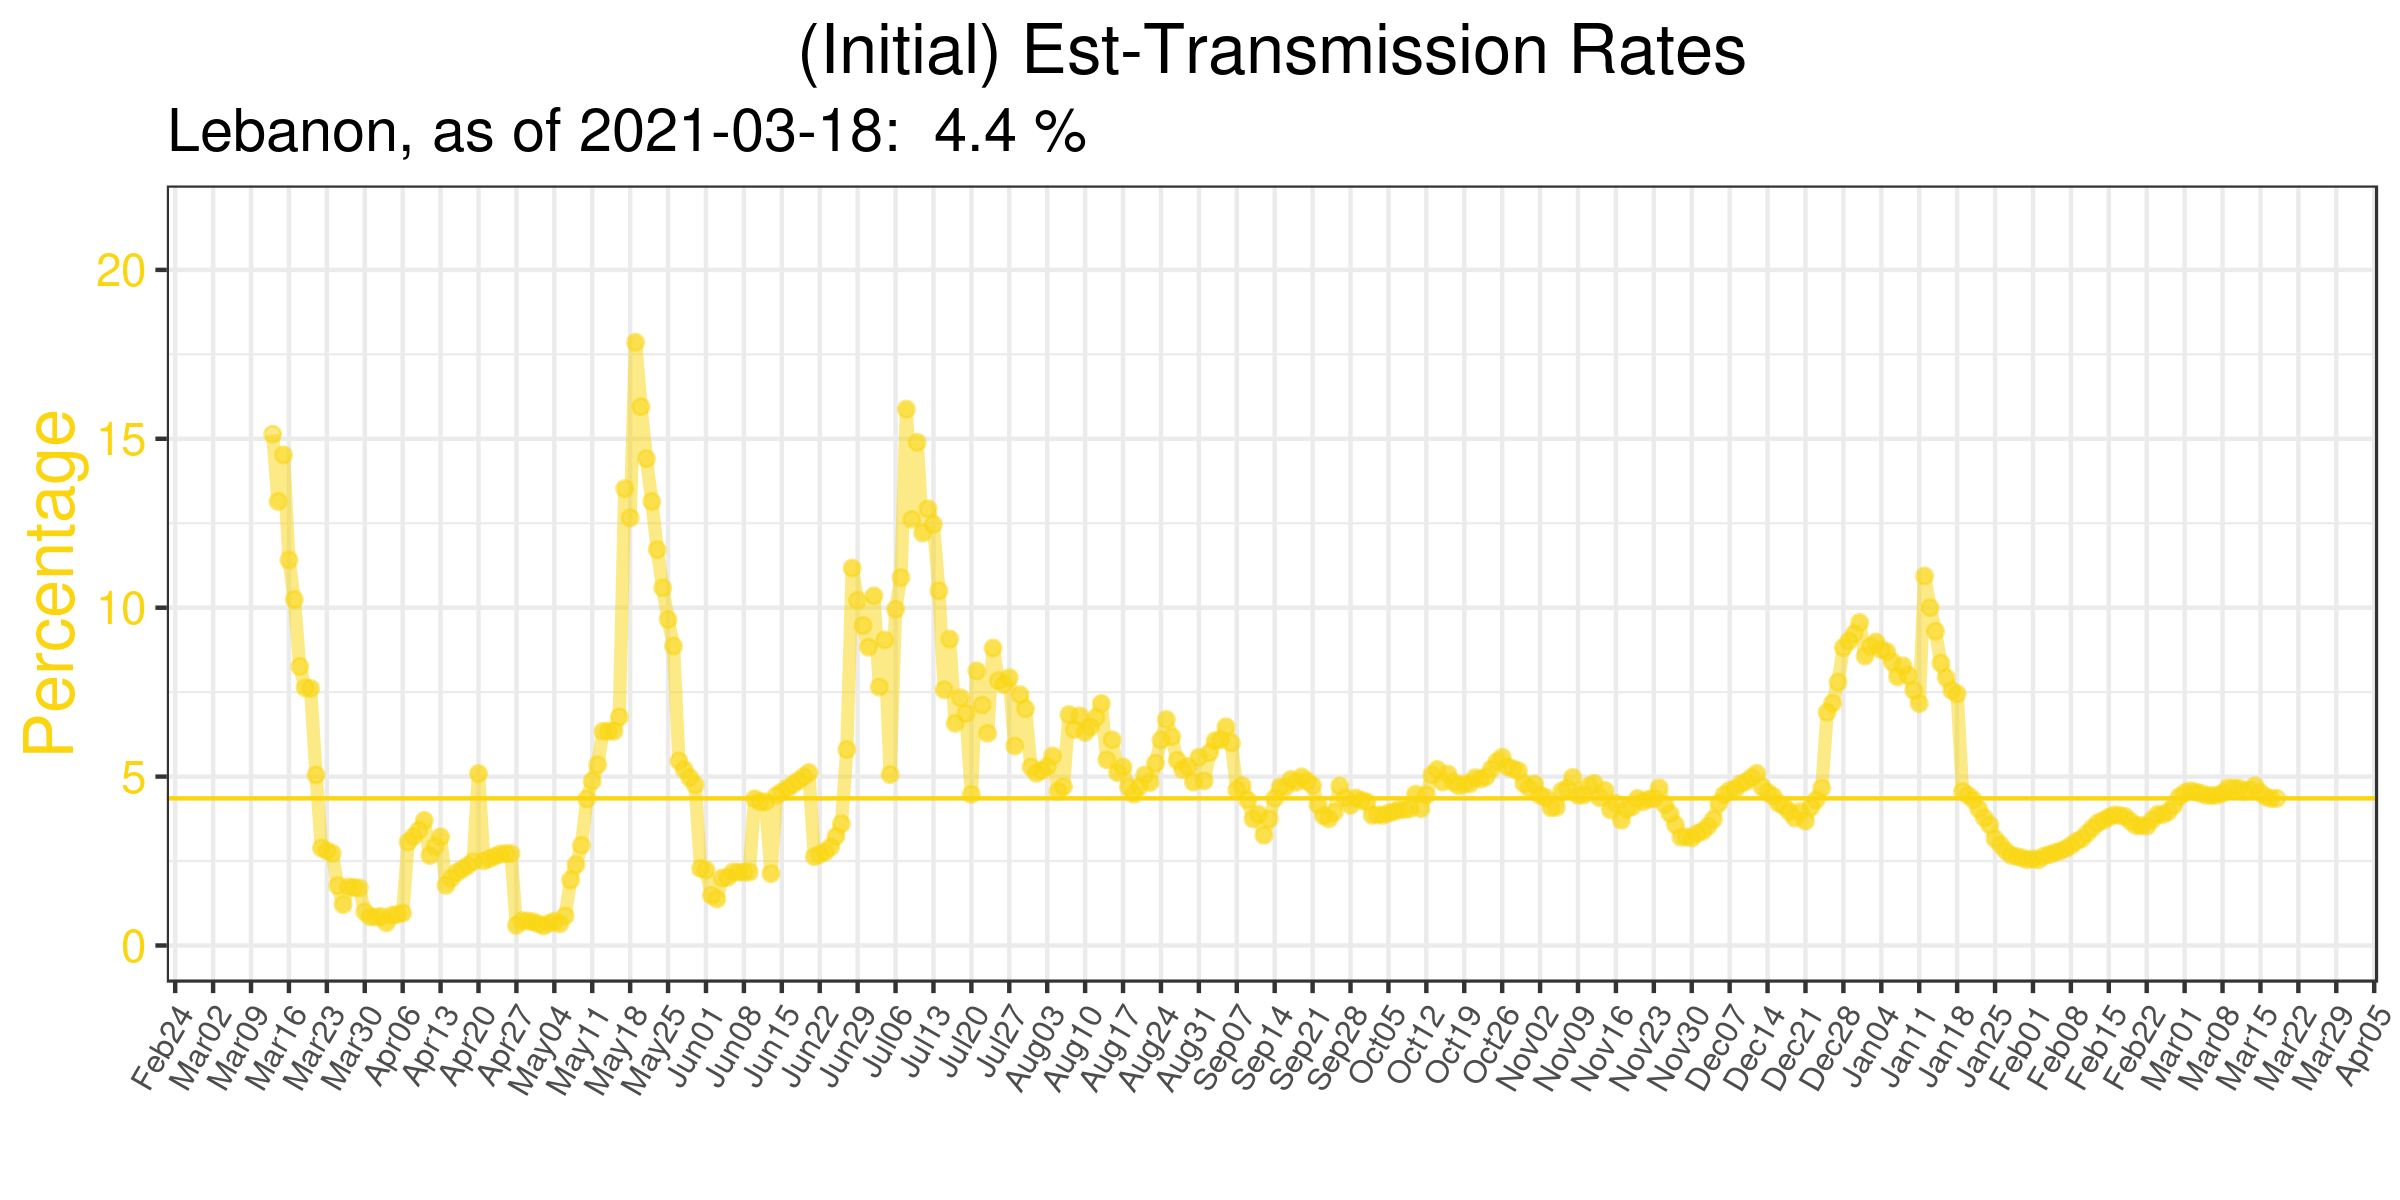 (Initial) Est-Transmission Rates
Lebanon, as of 2021-03-18:  4.4 %
Percentage
20
15
10
5
0
Feb24
Mar02
Mar09
Mar16
Mar23
Mar30
Apr06
Apr13
Apr20
Apr27
May04
May11
May18
May25
Jun01
Jun08
Jun15
Jun22
Jun29
Jul06
Jul13
Jul20
Jul27
Aug03
Aug10
Aug17
Aug24
Aug31
Sep07
Sep14
Sep21
Sep28
Oct05
Oct12
Oct19
Oct26
Nov02
Nov09
Nov16
Nov23
Nov30
Dec07
Dec14
Dec21
Dec28
Jan04
Jan11
Jan18
Jan25
Feb01
Feb08
Feb15
Feb22
Mar01
Mar08
Mar15
Mar22
Mar29
Apr05